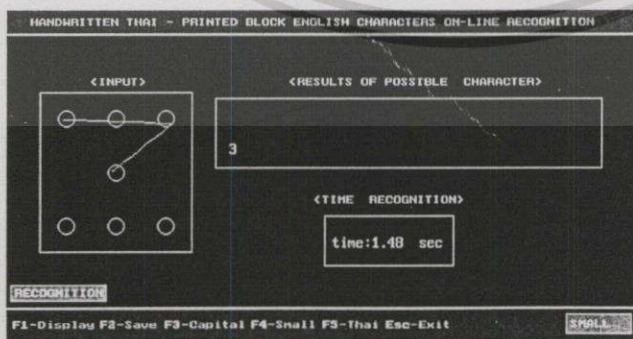 HANDWRITTEN THAI - PRINTED BLOCK ENGLISH CHARACTERS ON-LINE RECOGNITION
<INPUT>
<RESULTS OF POSSIBLE CHARACTER>
3
<TIME RECOGNITION>
time:1.48 sec
RECOGNITION
F1-Display F2-Save F3-Capital F4-Small F5-Thai Esc-Exit
SMALL